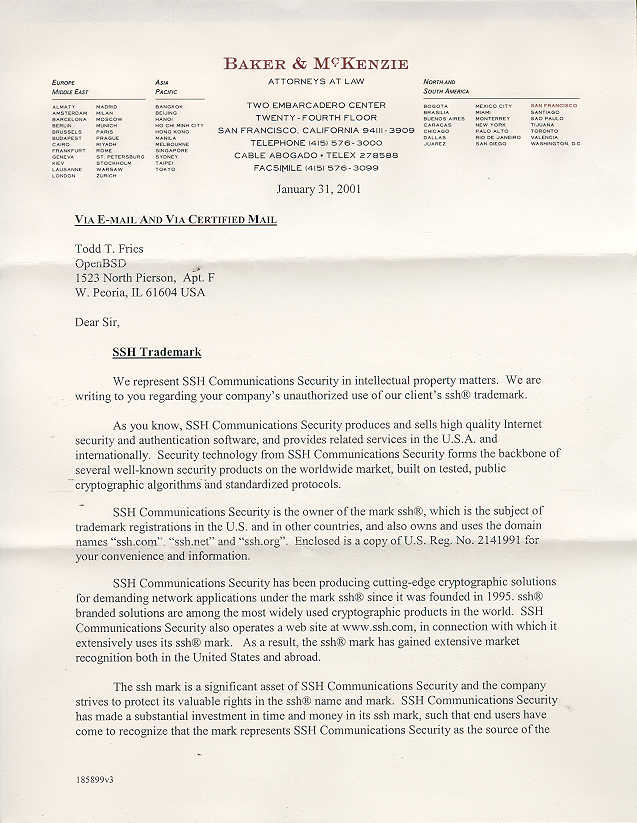 BAKER & McKENZIE
ATTORNEYS AT LAW
TWO EMBARCADERO CENTER
TWENTY-FOURTH FLOOR
SAN FRANCISCO, CALIFORNIA 94111-3909
TELEPHONE (415) 576-3000
CABLE ABOGADO • TELEX 278588
FACSIMILE (415) 576-3099
EUROPE
MIDDLE EAST
ALMATY MADRID
AMSTERDAM MILAN
BARCELONA MOSCOW
BERLIN MUNICH
BRUSSELS PARIS
BUDAPEST PRAGUE
CAIRO RIYADH
FRANKFURT ROME
GENEVA ST. PETERSBURG
KIEV STOCKHOLM
LAUSANNE WARSAW
LONDON ZURICH
ASIA
PACIFIC
BANGKOK
BEIJING
HANOI
HO CHI MINH CITY
HONG KONG
MANILA
MELBOURNE
SINGAPORE
SYDNEY
TAIPEI
TOKYO
NORTH AND
SOUTH AMERICA
BOGOTA MEXICO CITY SAN FRANCISCO
BRASILIA MIAMI SANTIAGO
BUENOS AIRES MONTERREY SAO PAULO
CARACAS NEW YORK TIJUANA
CHICAGO PALO ALTO TORONTO
DALLAS RIO DE JANEIRO VALENCIA
JUAREZ SAN DIEGO WASHINGTON, D.C.
January 31, 2001
VIA E-MAIL AND VIA CERTIFIED MAIL
Todd T. Fries
OpenBSD
1523 North Pierson, Apt. F
W. Peoria, IL 61604 USA
Dear Sir,
SSH Trademark
We represent SSH Communications Security in intellectual property matters. We are
writing to you regarding your company's unauthorized use of our client's ssh® trademark.
As you know, SSH Communications Security produces and sells high quality Internet
security and authentication software, and provides related services in the U.S.A. and
internationally. Security technology from SSH Communications Security forms the backbone of
several well-known security products on the worldwide market, built on tested, public
cryptographic algorithms and standardized protocols.
SSH Communications Security is the owner of the mark ssh®, which is the subject of
trademark registrations in the U.S. and in other countries, and also owns and uses the domain
names "ssh.com", "ssh.net" and "ssh.org". Enclosed is a copy of U.S. Reg. No. 2141991 for
your convenience and information.
SSH Communications Security has been producing cutting-edge cryptographic solutions
for demanding network applications under the mark ssh® since it was founded in 1995. ssh®
branded solutions are among the most widely used cryptographic products in the world. SSH
Communications Security also operates a web site at www.ssh.com, in connection with which it
extensively uses its ssh® mark. As a result, the ssh® mark has gained extensive market
recognition both in the United States and abroad.
The ssh mark is a significant asset of SSH Communications Security and the company
strives to protect its valuable rights in the ssh® name and mark. SSH Communications Security
has made a substantial investment in time and money in its ssh mark, such that end users have
come to recognize that the mark represents SSH Communications Security as the source of the
185899v3